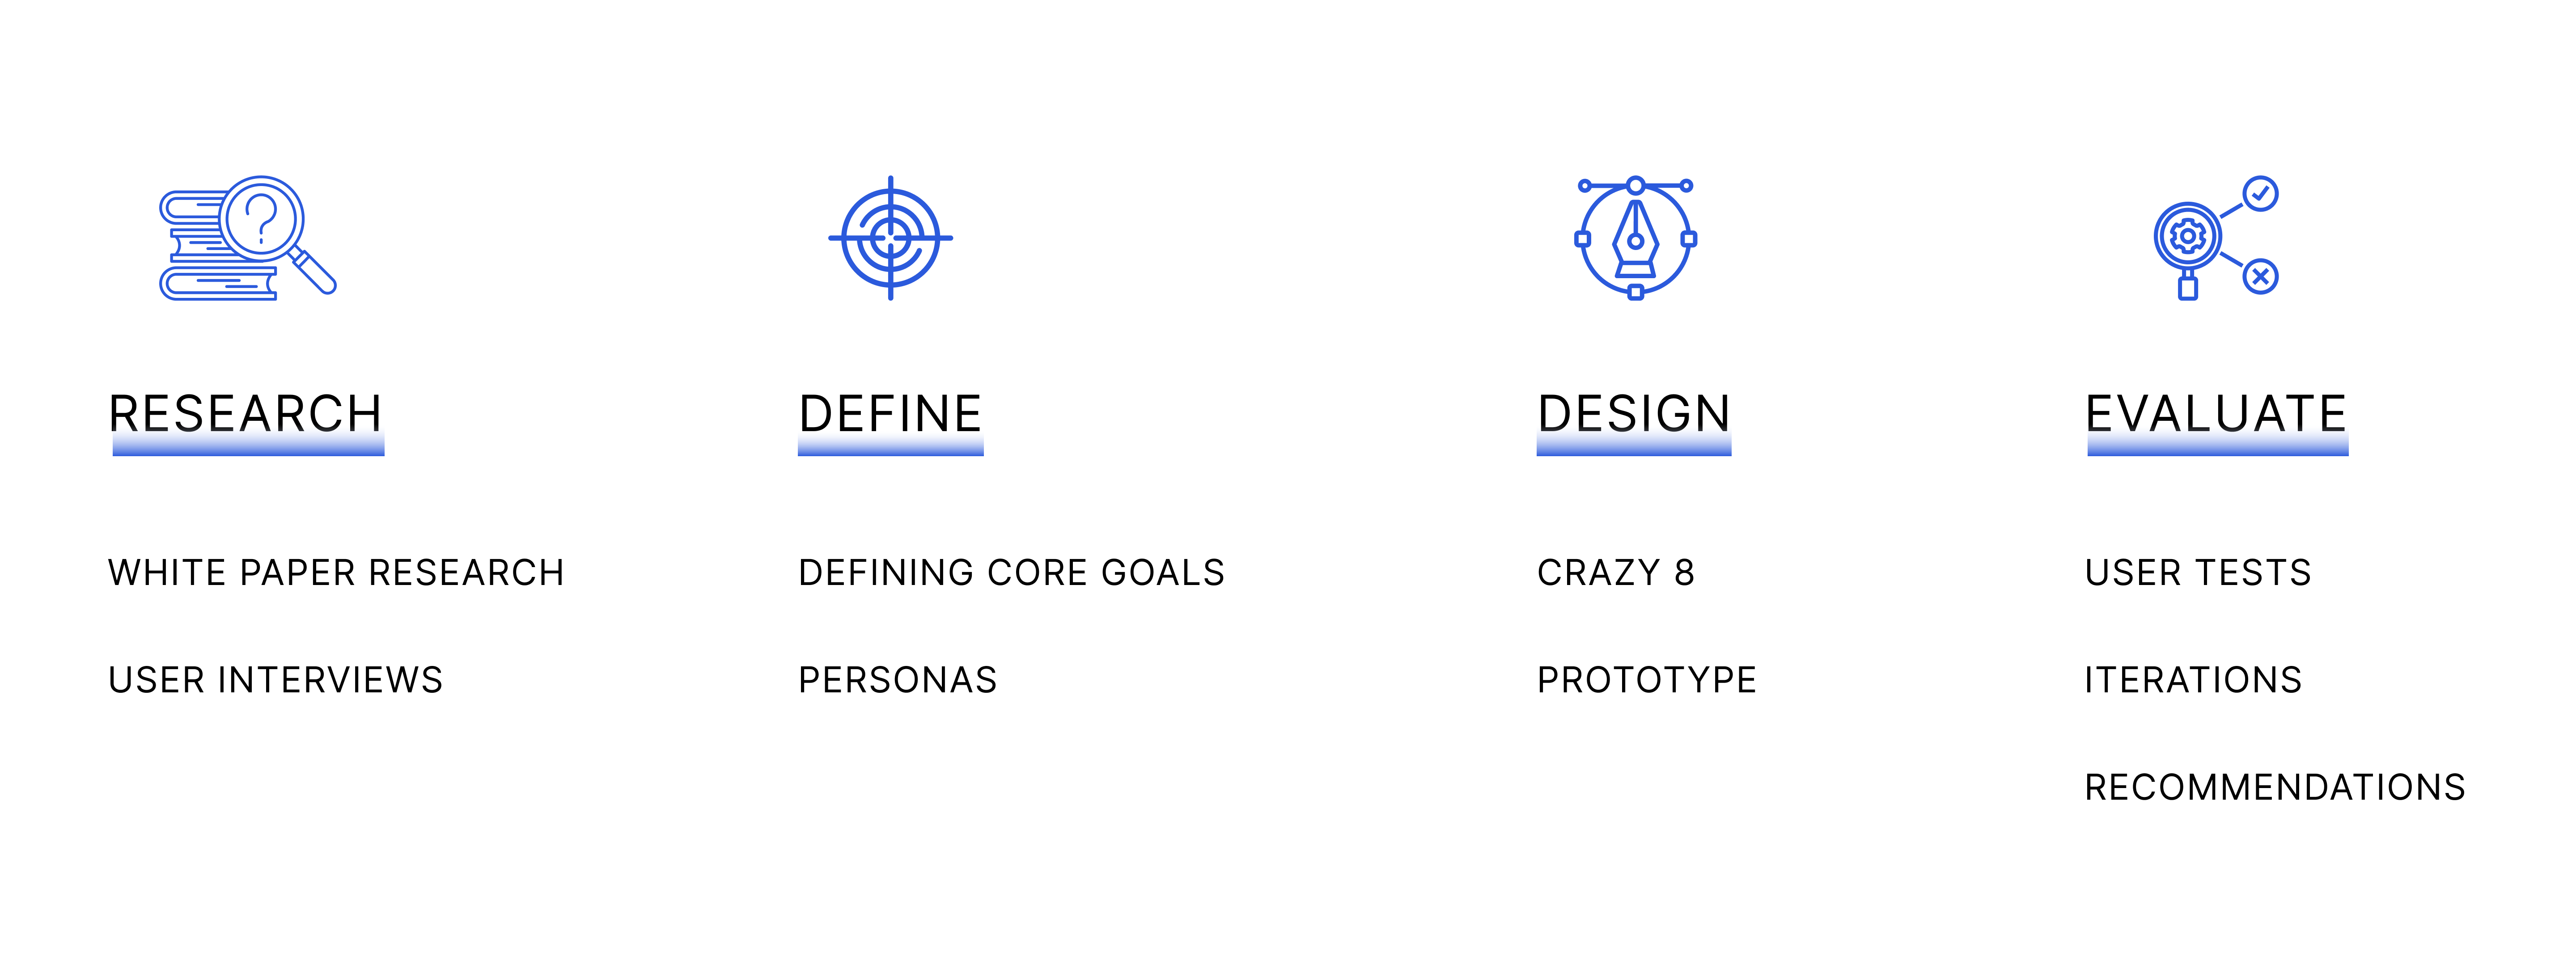 RESEARCH
WHITE PAPER RESEARCH
USER INTERVIEWS
DEFINE
DEFINING CORE GOALS
PERSONAS
DESIGN
CRAZY 8
PROTOTYPE
EVALUATE
USER TESTS
ITERATIONS
RECOMMENDATIONS